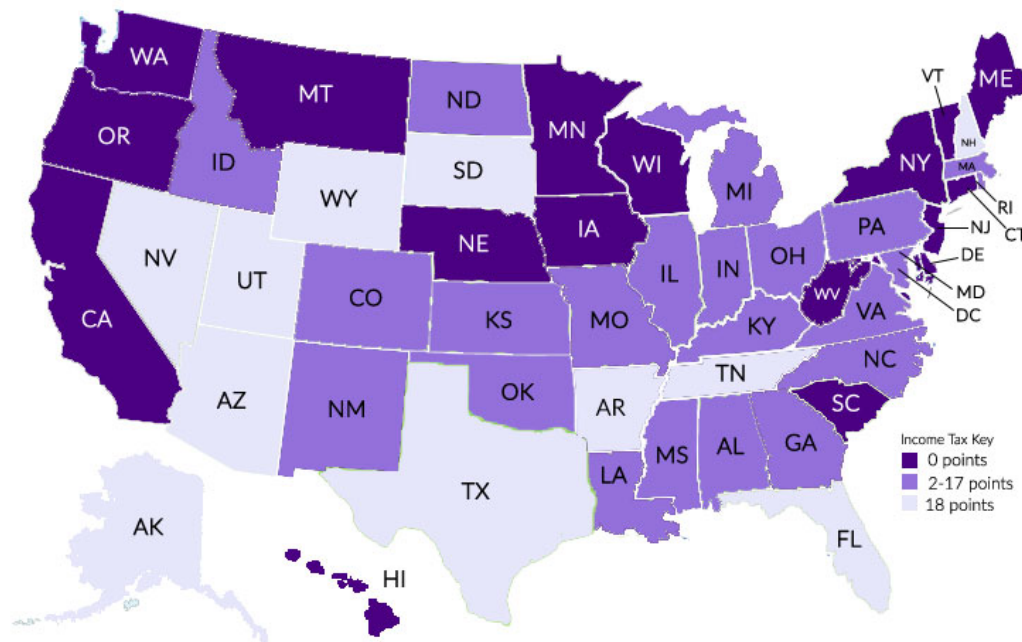 WA
MT
ND
MN
VT
ME
OR
ID
SD
WI
NY
NH
MA
WY
MI
RI
CT
NE
IA
PA
NJ
NV
UT
IL
IN
OH
DE
MD
DC
CO
CA
KS
MO
WV
VA
KY
NC
AZ
NM
OK
AR
TN
SC
Income Tax Key
0 points
2-17 points
18 points
TX
LA
MS
AL
GA
AK
FL
HI